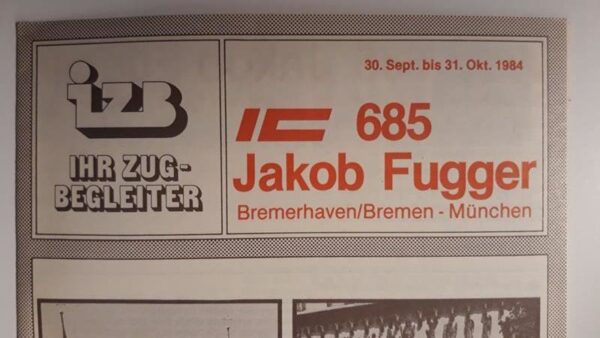 izb
IHR ZUG-
BEGLEITER
30. Sept. bis 31. Okt. 1984
IC 685
Jakob Fugger
Bremerhaven/Bremen - München